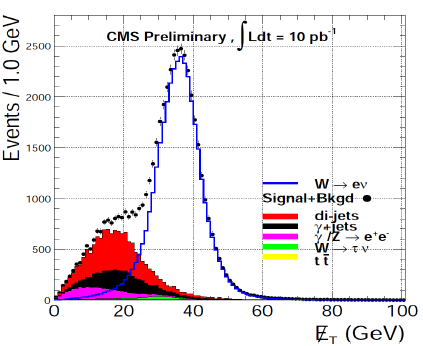 CMS Preliminary , ∫ Ldt = 10 pb⁻¹
Events / 1.0 GeV
2500
2000
1500
1000
500
0
W → eν
Signal+Bkgd
di-jets
γ+jets
γ*/Z → e⁺e⁻
W → τ ν
t t̄
0 20 40 60 80 100
E̸_T (GeV)